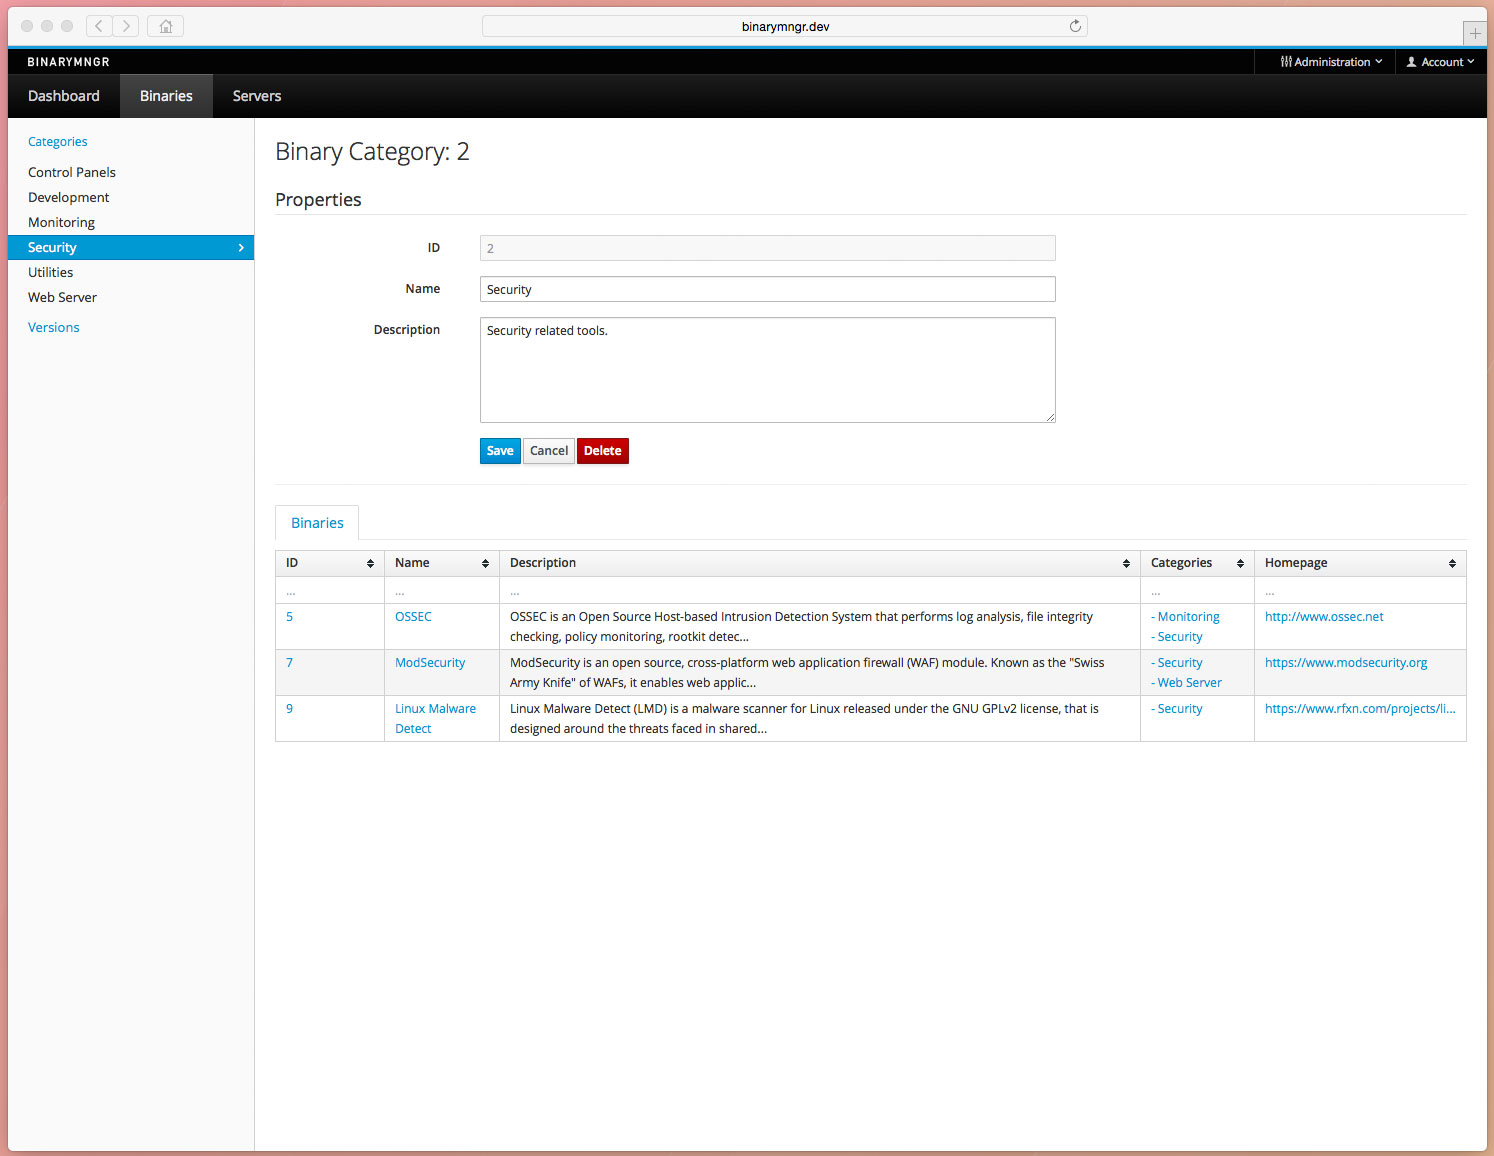 binarymngr.dev
BINARYMNGR
Administration
Account
Dashboard
Binaries
Servers
Categories
Control Panels
Development
Monitoring
Security
Utilities
Web Server
Versions
Binary Category: 2
Properties
ID
2
Name
Security
Description
Security related tools.
Save
Cancel
Delete
Binaries
ID
Name
Description
Categories
Homepage
...
...
...
...
...
5
OSSEC
OSSEC is an Open Source Host-based Intrusion Detection System that performs log analysis, file integrity
checking, policy monitoring, rootkit detec...
- Monitoring
- Security
http://www.ossec.net
7
ModSecurity
ModSecurity is an open source, cross-platform web application firewall (WAF) module. Known as the "Swiss
Army Knife" of WAFs, it enables web applic...
- Security
- Web Server
https://www.modsecurity.org
9
Linux Malware
Detect
Linux Malware Detect (LMD) is a malware scanner for Linux released under the GNU GPLv2 license, that is
designed around the threats faced in shared...
- Security
https://www.rfxn.com/projects/li...